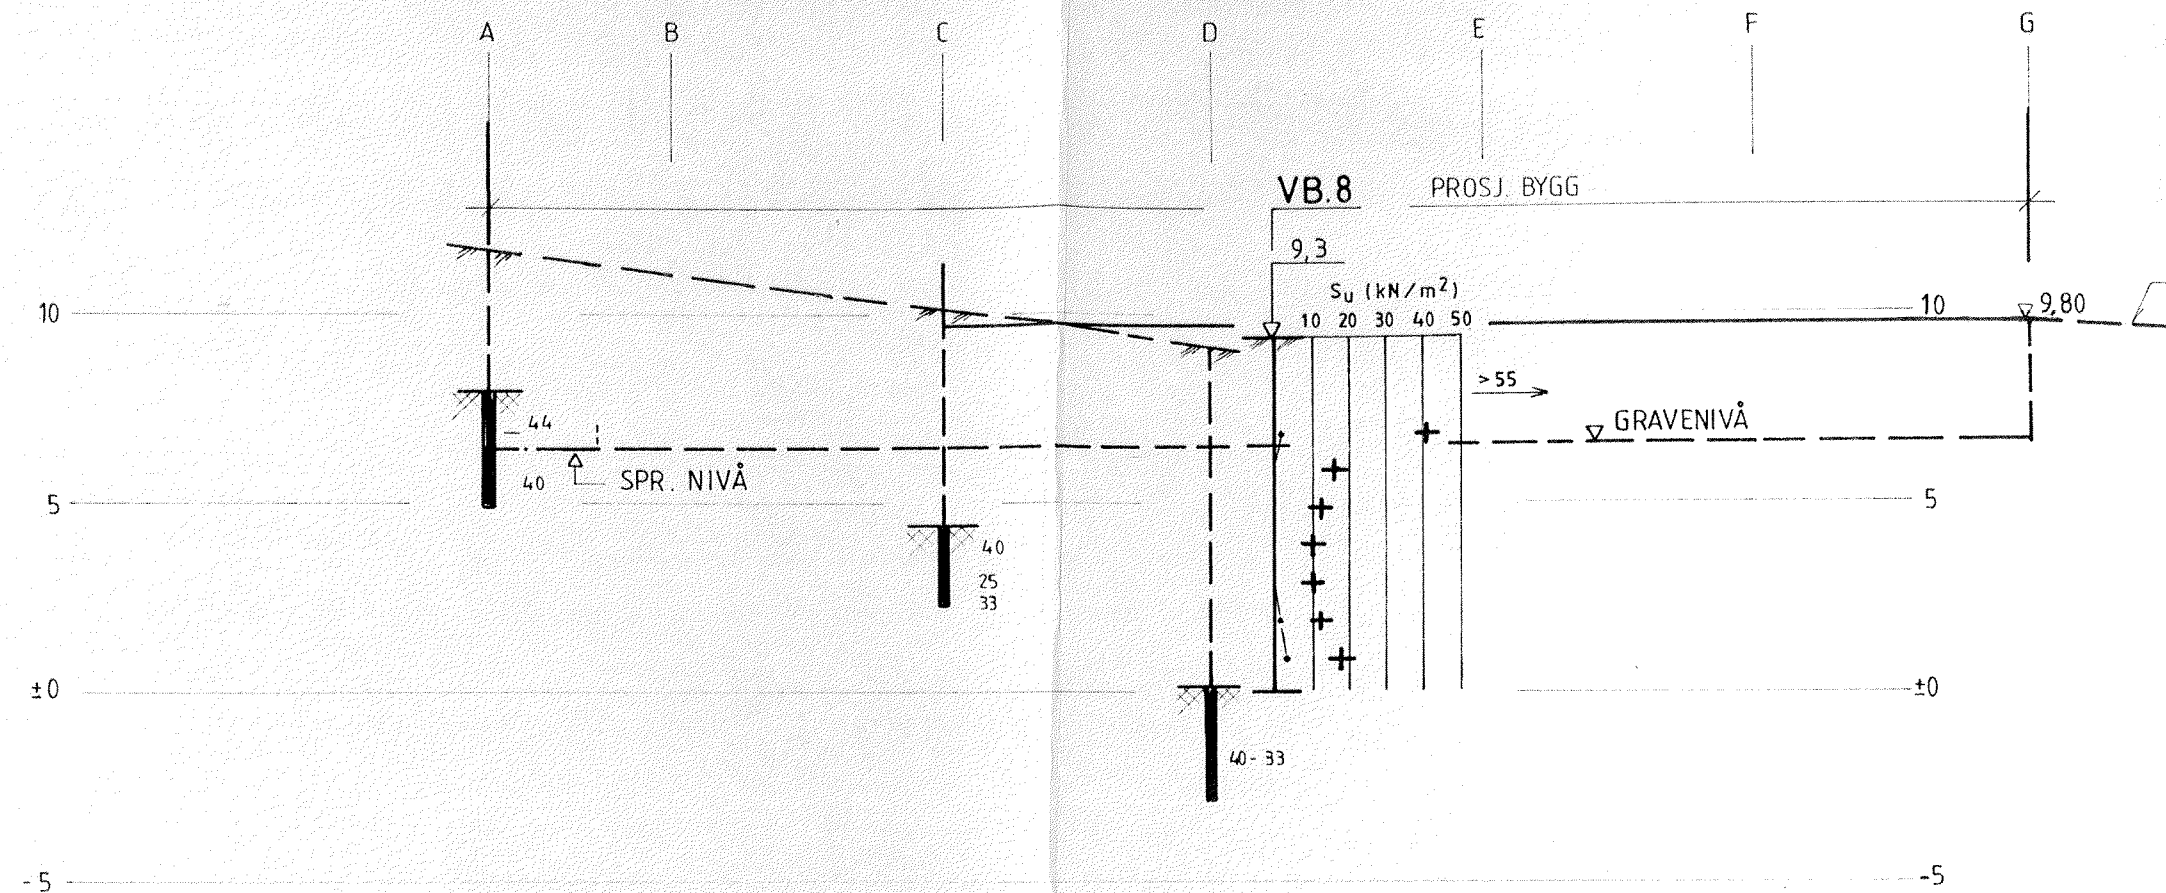 A B C D E F G
VB.8 PROSJ. BYGG
9,3
Su (kN/m²)
10 10 9,80
10 20 30 40 50
>55
GRAVENIVÅ
44
40 SPR. NIVÅ
5 5
40
25
33
±0 ±0
40-33
-5 -5